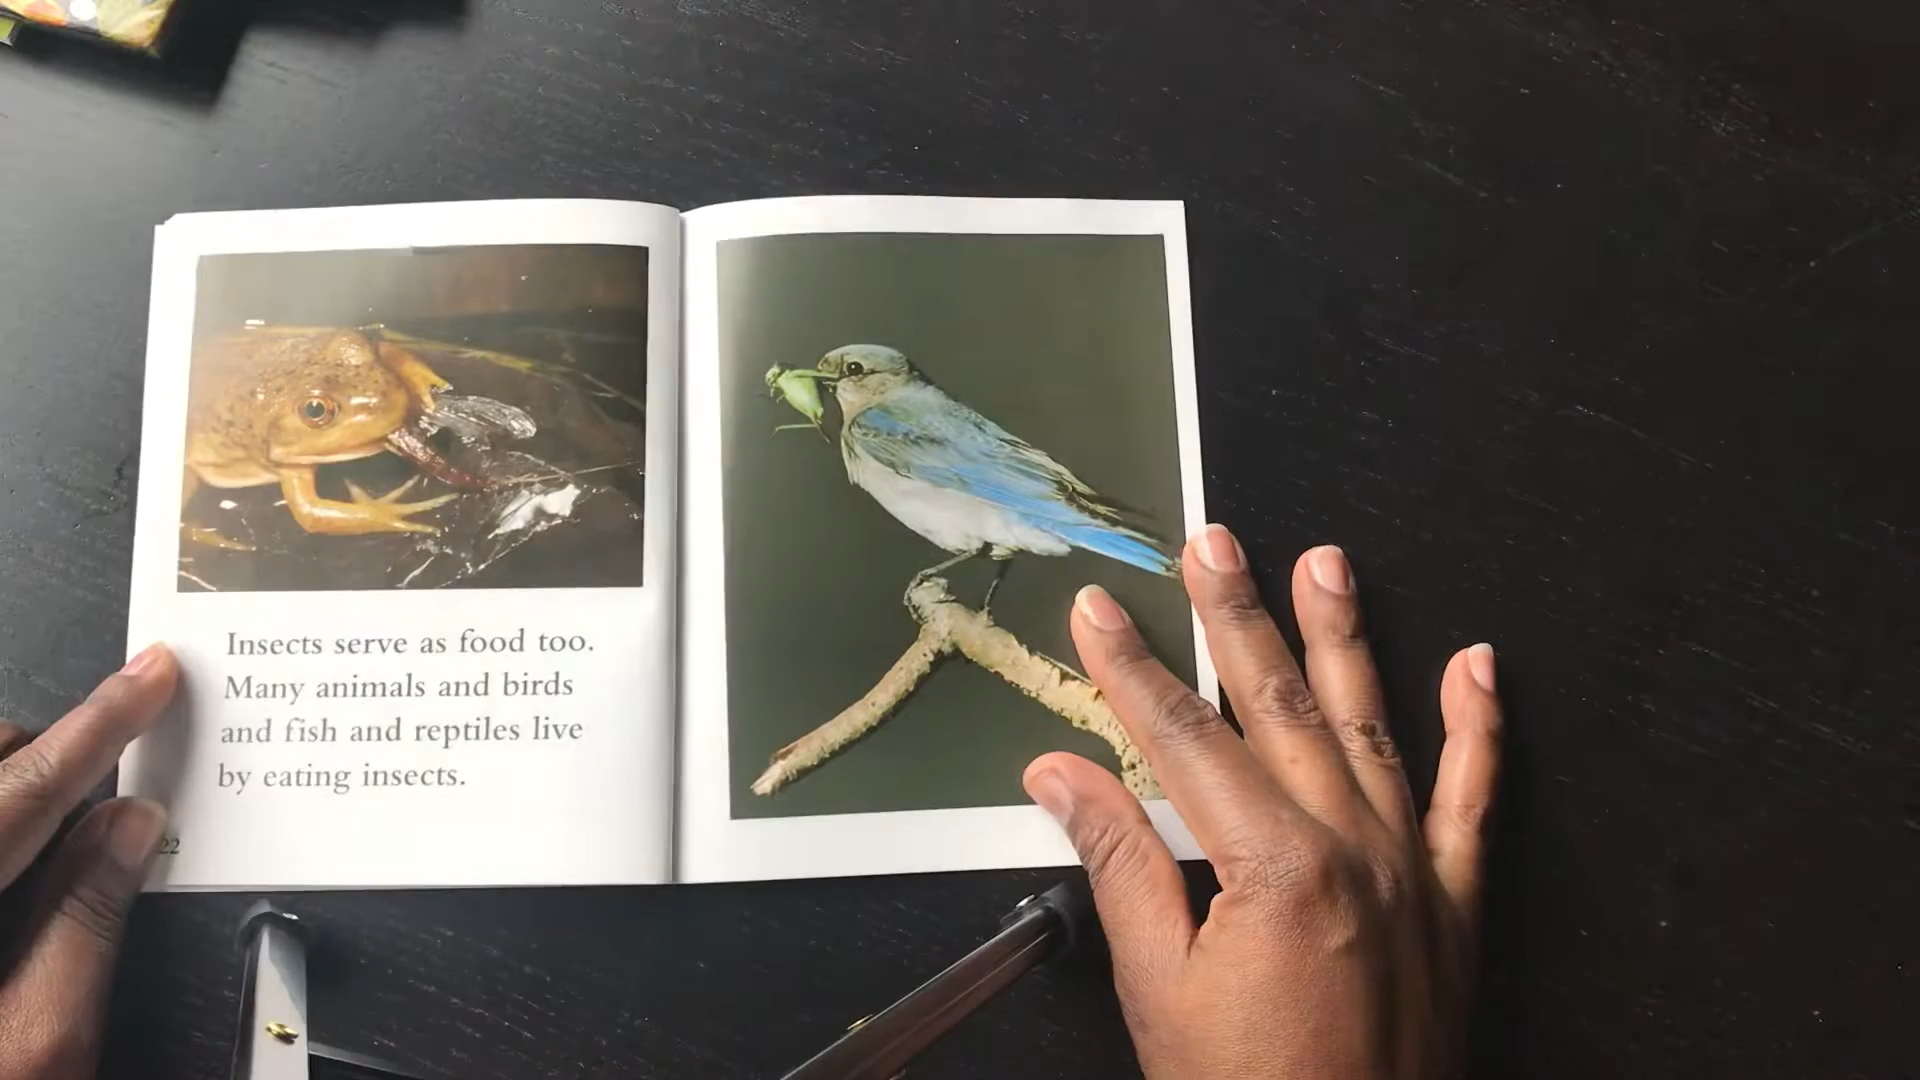 Insects serve as food too.
Many animals and birds
and fish and reptiles live
by eating insects.
22